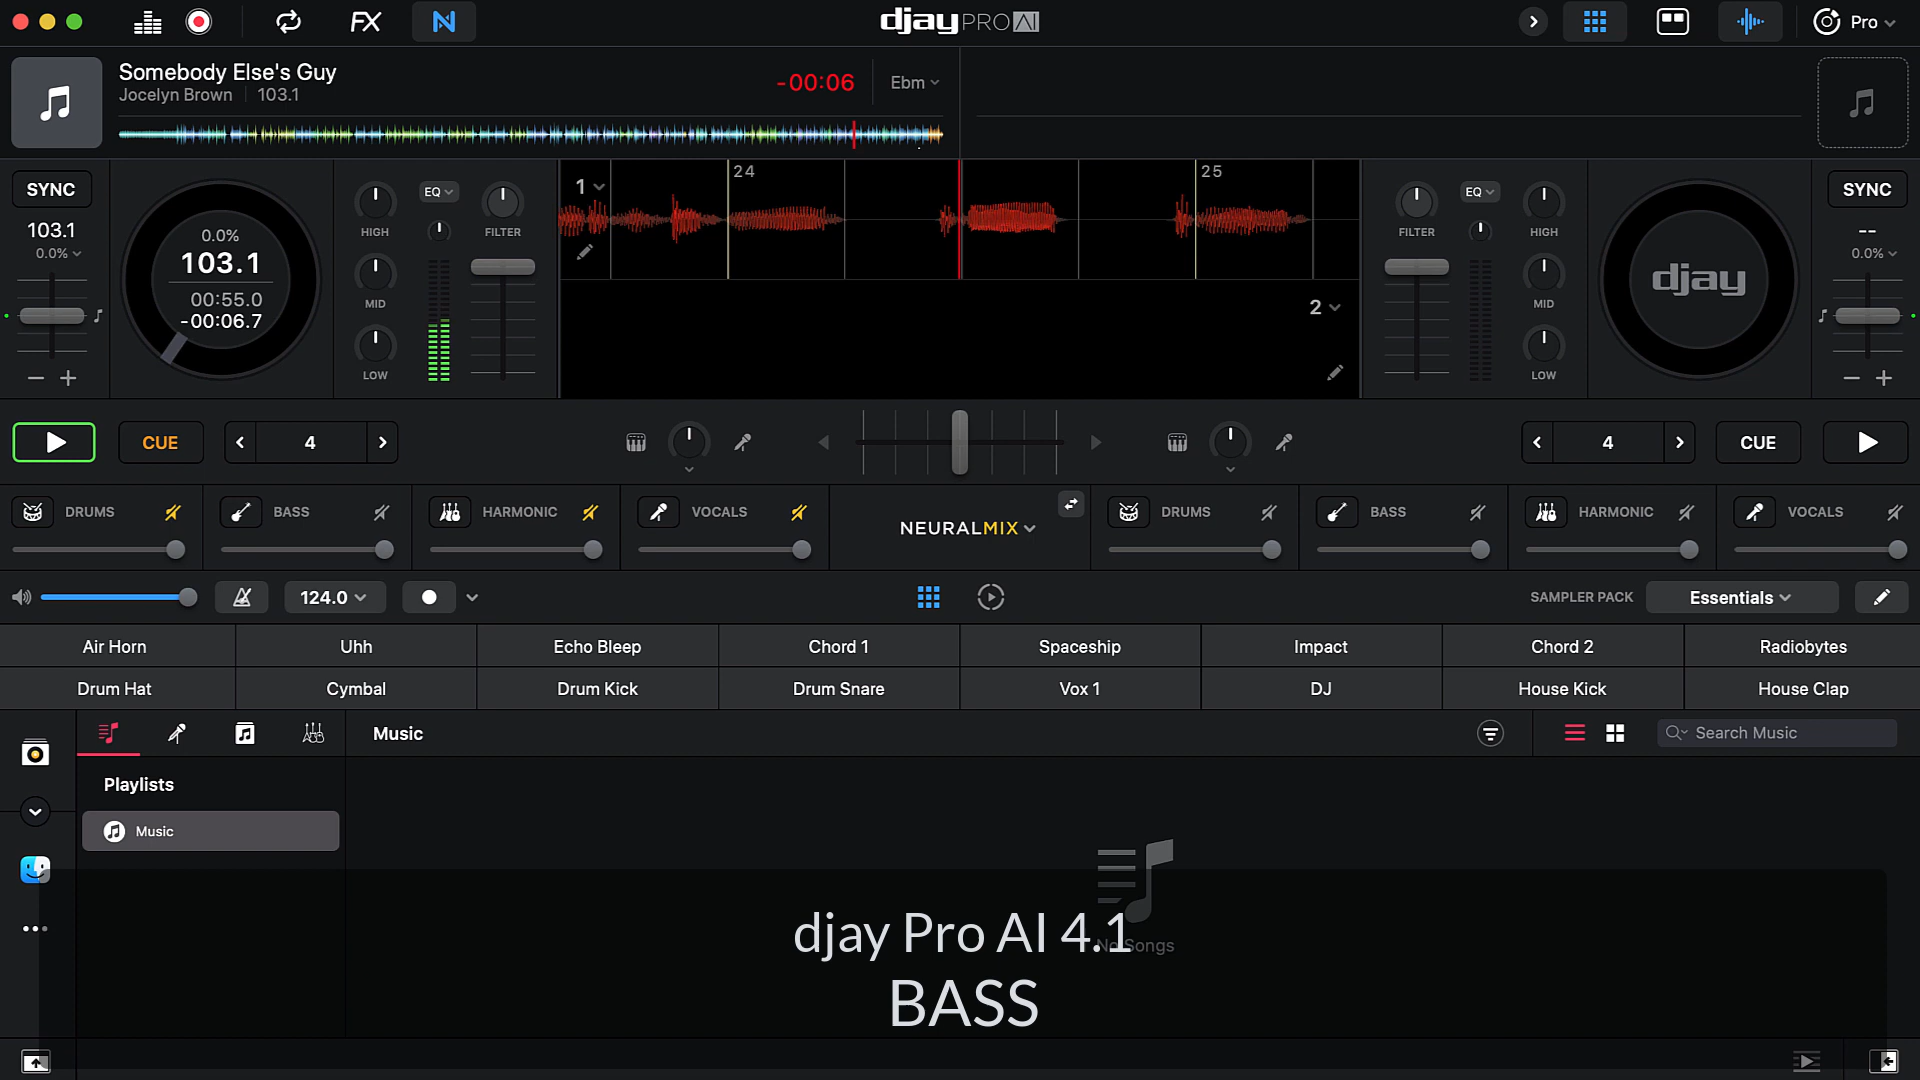 FX
N
djay PRO AI
Pro
Somebody Else's Guy
Jocelyn Brown 103.1
-00:06
Ebm
SYNC
103.1
0.0%
0.0%
103.1
00:55.0
-00:06.7
HIGH
MID
LOW
EQ
FILTER
1
24
25
2
FILTER
EQ
HIGH
MID
LOW
djay
SYNC
--
0.0%
CUE
4
4
CUE
DRUMS
BASS
HARMONIC
VOCALS
NEURALMIX
DRUMS
BASS
HARMONIC
VOCALS
124.0
SAMPLER PACK
Essentials
Air Horn
Uhh
Echo Bleep
Chord 1
Spaceship
Impact
Chord 2
Radiobytes
Drum Hat
Cymbal
Drum Kick
Drum Snare
Vox 1
DJ
House Kick
House Clap
Music
Search Music
Playlists
Music
No Songs
djay Pro AI 4.1
BASS